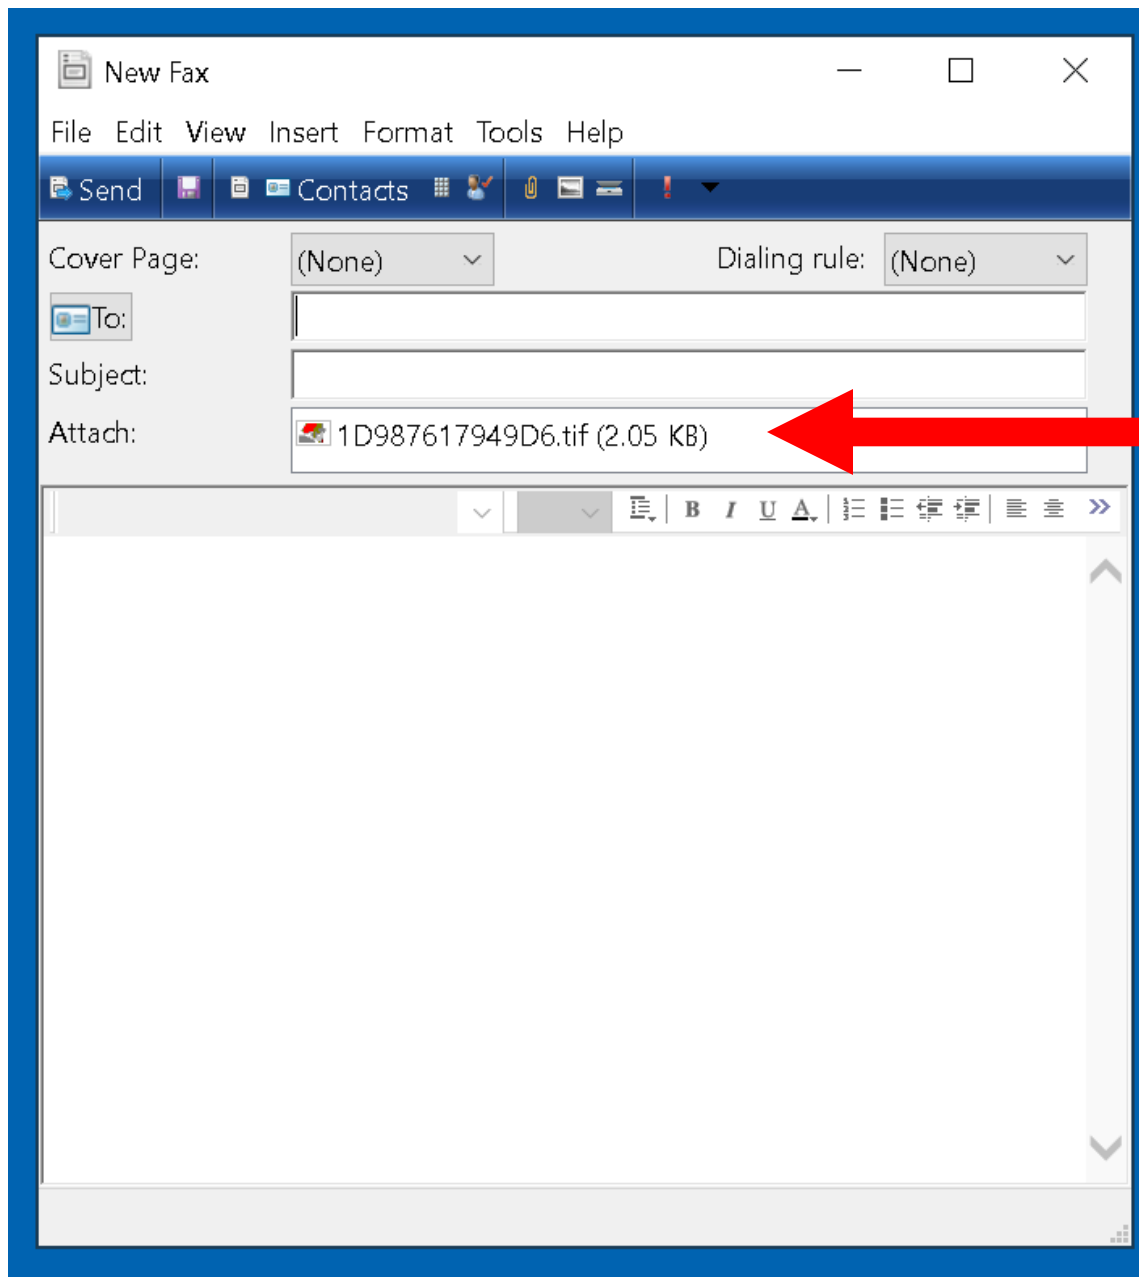 New Fax
File Edit View Insert Format Tools Help
Send Contacts
Cover Page: (None) Dialing rule: (None)
To:
Subject:
Attach: 1D987617949D6.tif (2.05 KB)
B I U A